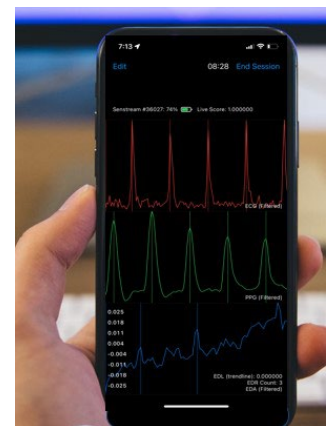 7:13
Edit 08:28 End Session
Senstream #36027: 74% Live Score: 1.000000
ECG (Filtered)
PPG (Filtered)
0.025
0.018
0.011
0.004
-0.004
-0.011
-0.018
-0.025
EDL (trendline): 0.000000
EDR Count: 3
EDA (Filtered)